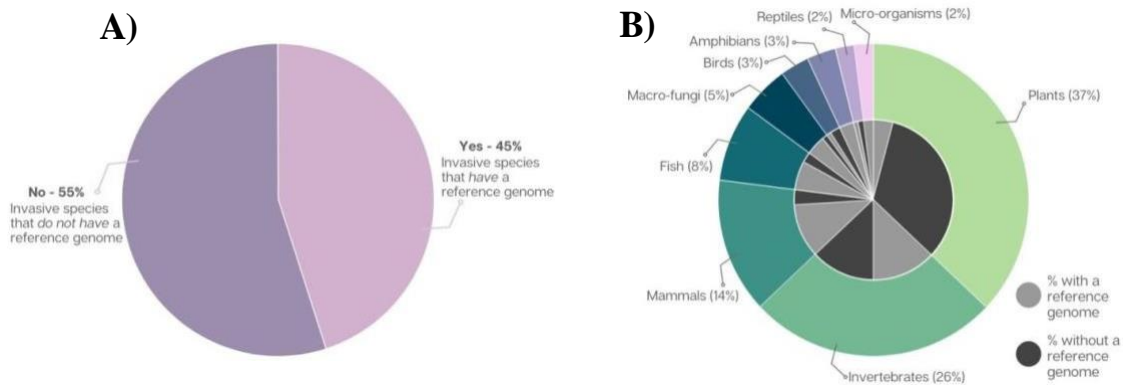 A)
Yes - 45%
Invasive species
that have a
reference genome
No - 55%
Invasive species
that do not have a
reference genome
B)
Reptiles (2%)
Micro-organisms (2%)
Amphibians (3%)
Birds (3%)
Macro-fungi (5%)
Fish (8%)
Mammals (14%)
Invertebrates (26%)
Plants (37%)
% with a
reference
genome
% without a
reference
genome